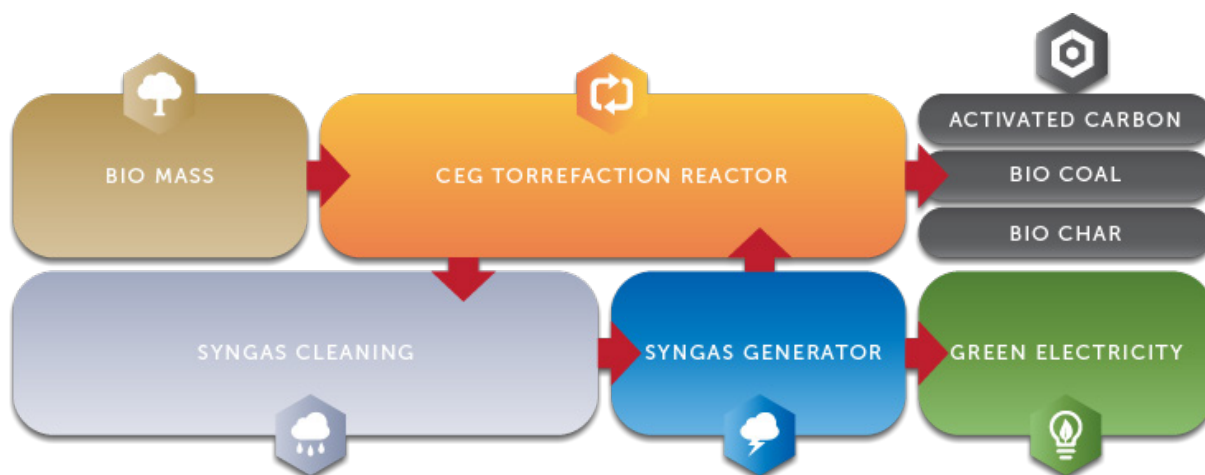 BIO MASS
CEG TORREFACTION REACTOR
ACTIVATED CARBON
BIO COAL
BIO CHAR
SYNGAS CLEANING
SYNGAS GENERATOR
GREEN ELECTRICITY